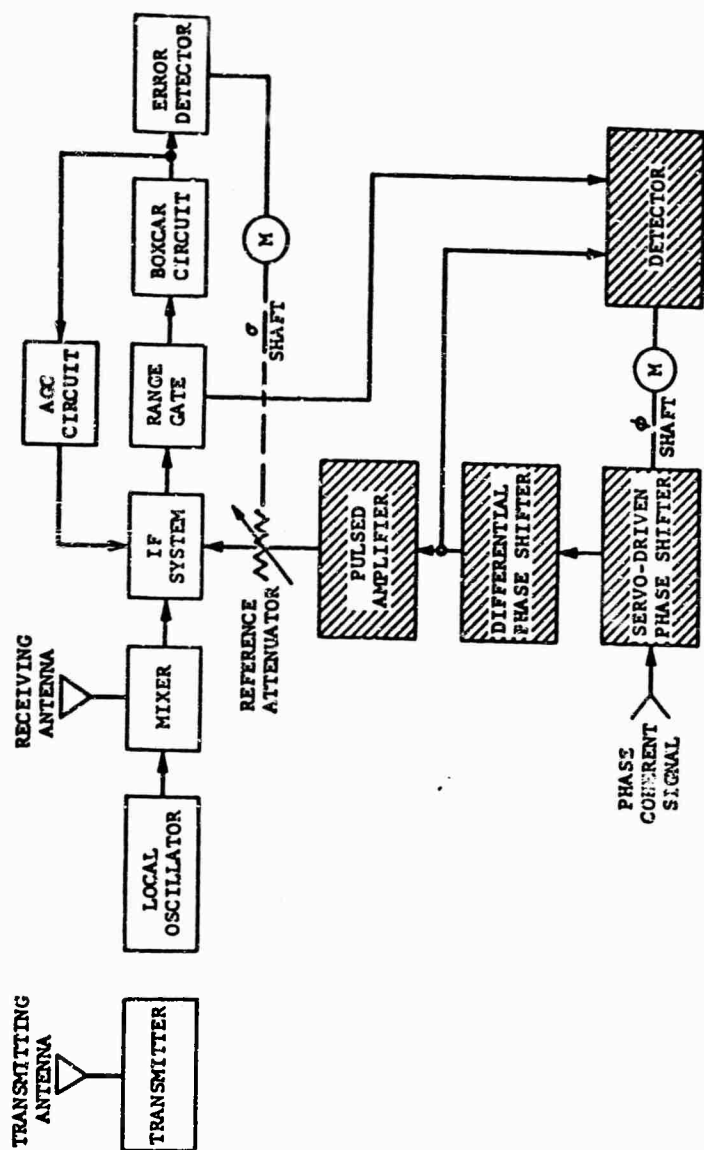 TRANSMITTING
ANTENNA
TRANSMITTER
RECEIVING
ANTENNA
LOCAL
OSCILLATOR
MIXER
IF
SYSTEM
AGC
CIRCUIT
RANGE
GATE
BOXCAR
CIRCUIT
ERROR
DETECTOR
REFERENCE
ATTENUATOR
σ
SHAFT
M
PULSED
AMPLIFIER
DIFFERENTIAL
PHASE SHIFTER
PHASE
COHERENT
SIGNAL
SERVO-DRIVEN
PHASE SHIFTER
ϕ
SHAFT
M
DETECTOR